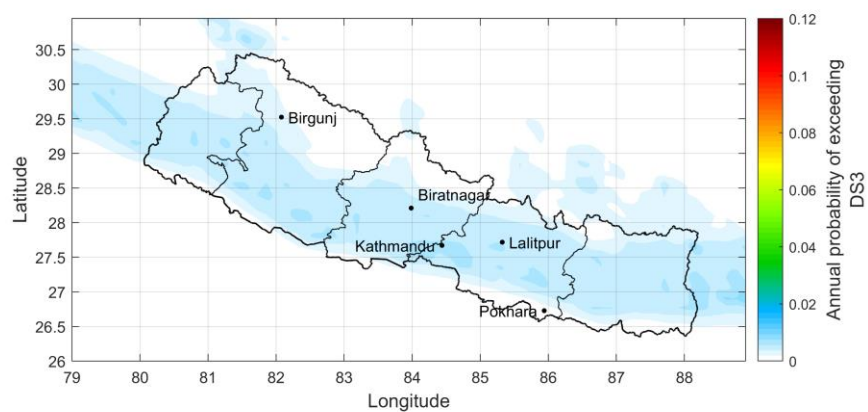 30.5
30
29.5
29
28.5
28
27.5
27
26.5
26
Latitude
79 80 81 82 83 84 85 86 87 88
Longitude
Birgunj
Biratnagar
Kathmandu
Lalitpur
Pokhara
0.12
0.1
0.08
0.06
0.04
0.02
0
Annual probability of exceeding
DS3